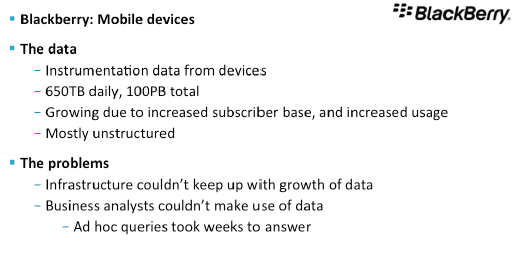 BlackBerry.
▪ Blackberry: Mobile devices
▪ The data
– Instrumentation data from devices
– 650TB daily, 100PB total
– Growing due to increased subscriber base, and increased usage
– Mostly unstructured
▪ The problems
– Infrastructure couldn't keep up with growth of data
– Business analysts couldn't make use of data
– Ad hoc queries took weeks to answer